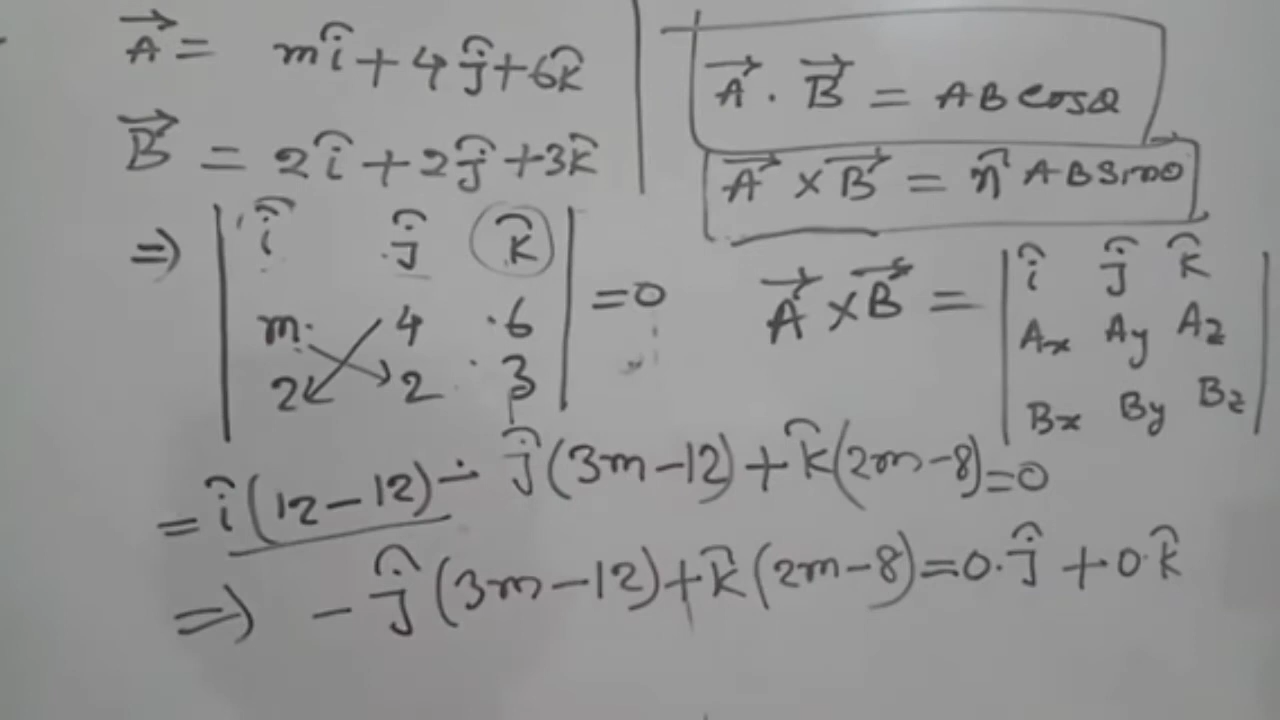 A⃗ = mî + 4ĵ + 6k̂
B⃗ = 2î + 2ĵ + 3k̂
A⃗ . B⃗ = AB cosθ
A⃗ × B⃗ = n̂ AB sinθ
⇒ | î ĵ k̂ |
| m 4 6 | = 0
| 2 2 3 |
A⃗ × B⃗ = | î ĵ k̂ |
| Ax Ay Az |
| Bx By Bz |
= î(12-12) - ĵ(3m-12) + k̂(2m-8) = 0
⇒ - ĵ(3m-12) + k̂(2m-8) = 0.ĵ + 0.k̂